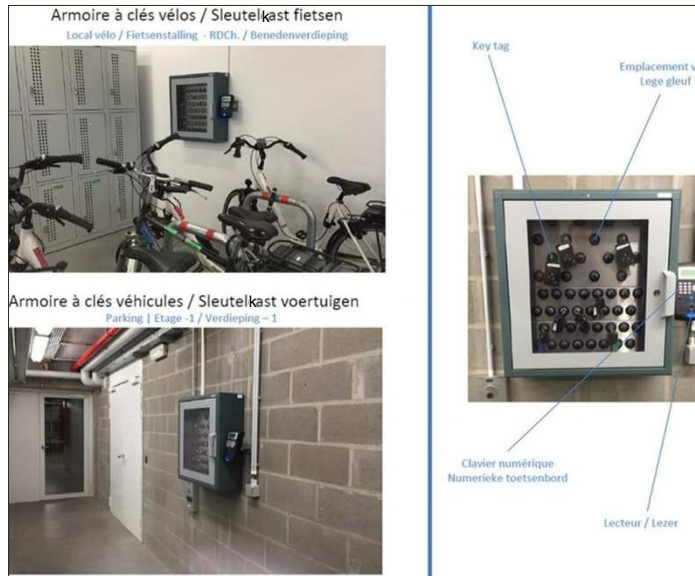 Armoire à clés vélos / Sleutelkast fietsen
Local vélo / Fietsenstalling - RDCh. / Benedenverdieping
Armoire à clés véhicules / Sleutelkast voertuigen
Parking | Etage -1 / Verdieping – 1
Key tag
Emplacement v
Lege gleuf
Clavier numérique
Numerieke toetsenbord
Lecteur / Lezer